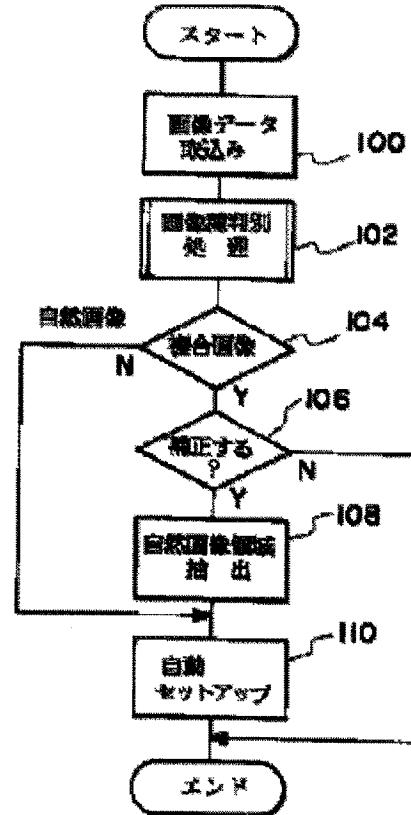 スタート
画像データ
取込み
100
画像種判別
処理
102
104
自然画像
複合画像
N
Y
106
補正する
?
N
Y
108
自然画像領域
抽出
110
自動
セットアップ
エンド